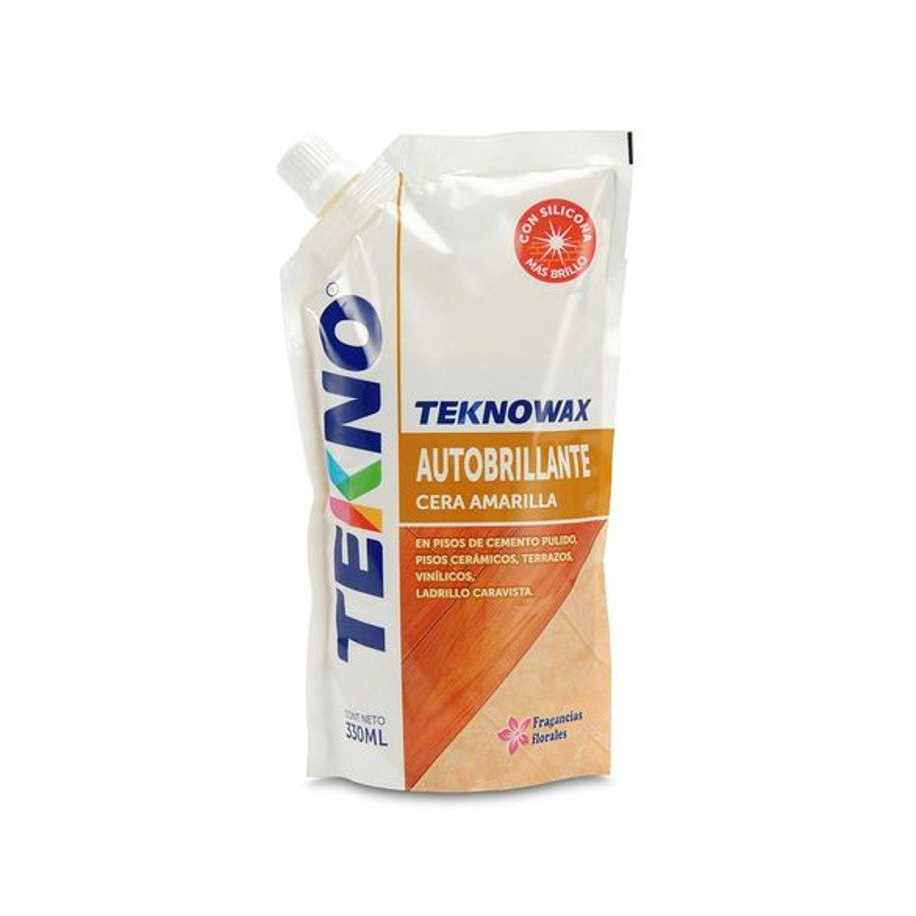 CON SILICONA
MÁS BRILLO
TEKNO®
TEKNOWAX
AUTOBRILLANTE
CERA AMARILLA
EN PISOS DE CEMENTO PULIDO,
PISOS CERÁMICOS, TERRAZOS,
VINÍLICOS,
LADRILLO CARAVISTA.
CONT NETO
330ML
Fragancias
florales